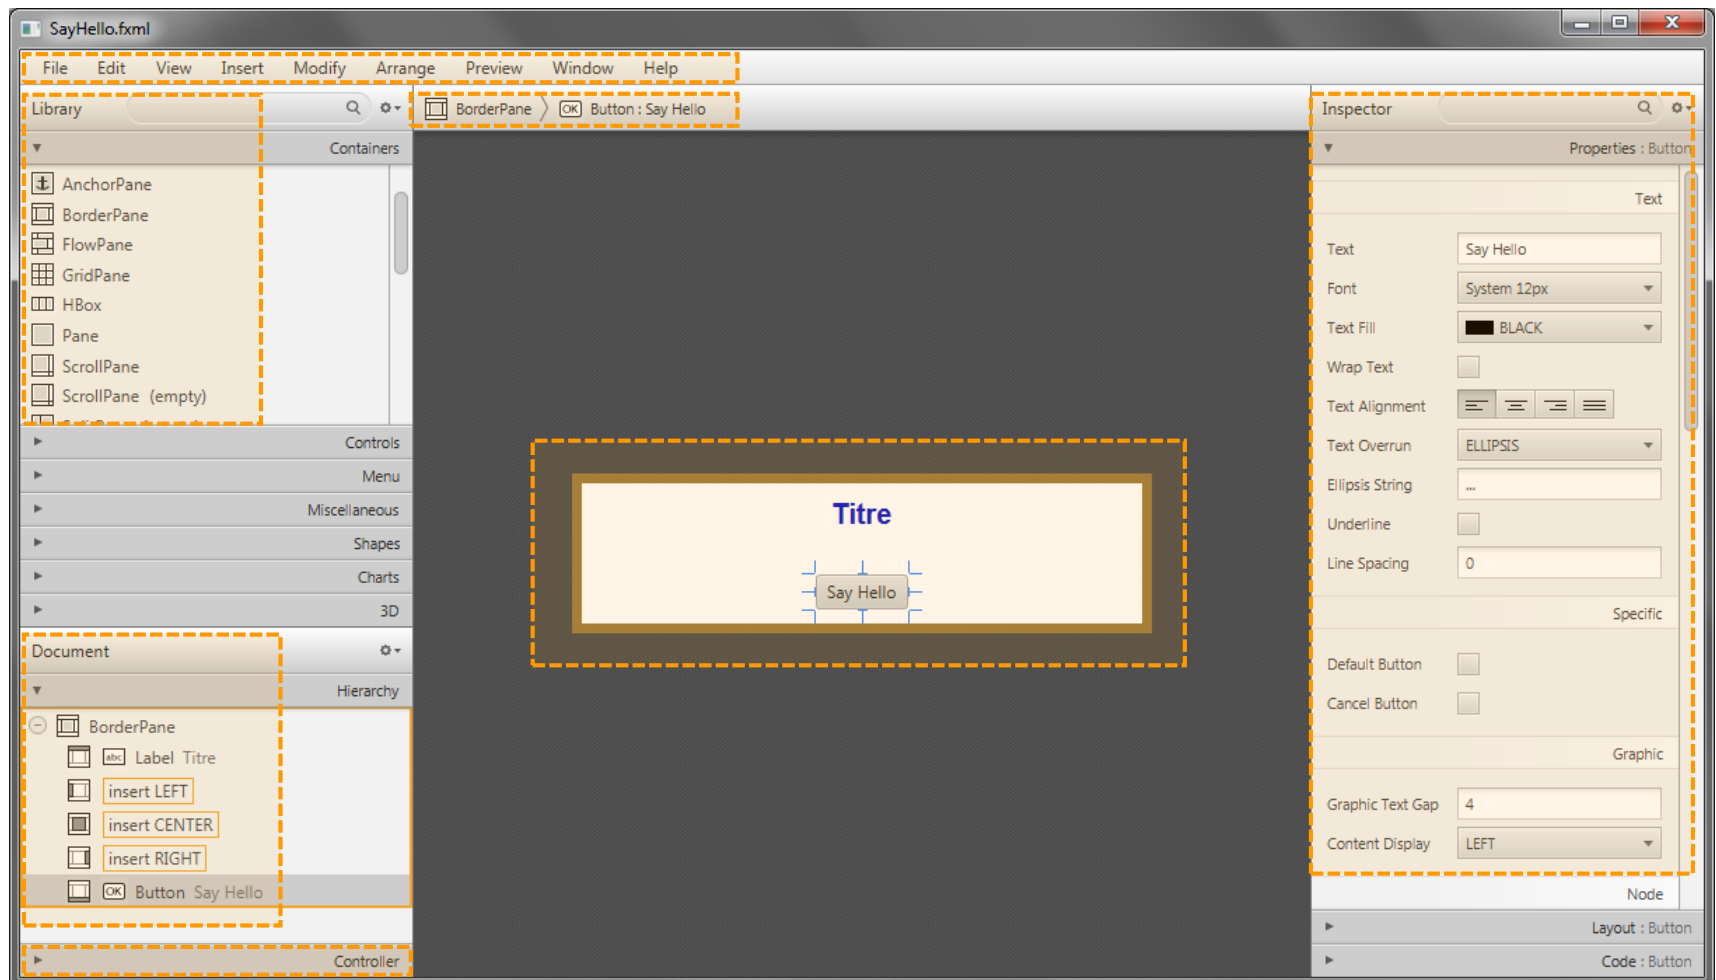 SayHello.fxml
File Edit View Insert Modify Arrange Preview Window Help
Library
Containers
AnchorPane
BorderPane
FlowPane
GridPane
HBox
Pane
ScrollPane
ScrollPane (empty)
Controls
Menu
Miscellaneous
Shapes
Charts
3D
Document
Hierarchy
BorderPane
abc Label Titre
insert LEFT
insert CENTER
insert RIGHT
OK Button Say Hello
Controller
BorderPane OK Button : Say Hello
Titre
Say Hello
Inspector
Properties : Button
Text
Text Say Hello
Font System 12px
Text Fill BLACK
Wrap Text
Text Alignment
Text Overrun ELLIPSIS
Ellipsis String ...
Underline
Line Spacing 0
Specific
Default Button
Cancel Button
Graphic
Graphic Text Gap 4
Content Display LEFT
Node
Layout : Button
Code : Button